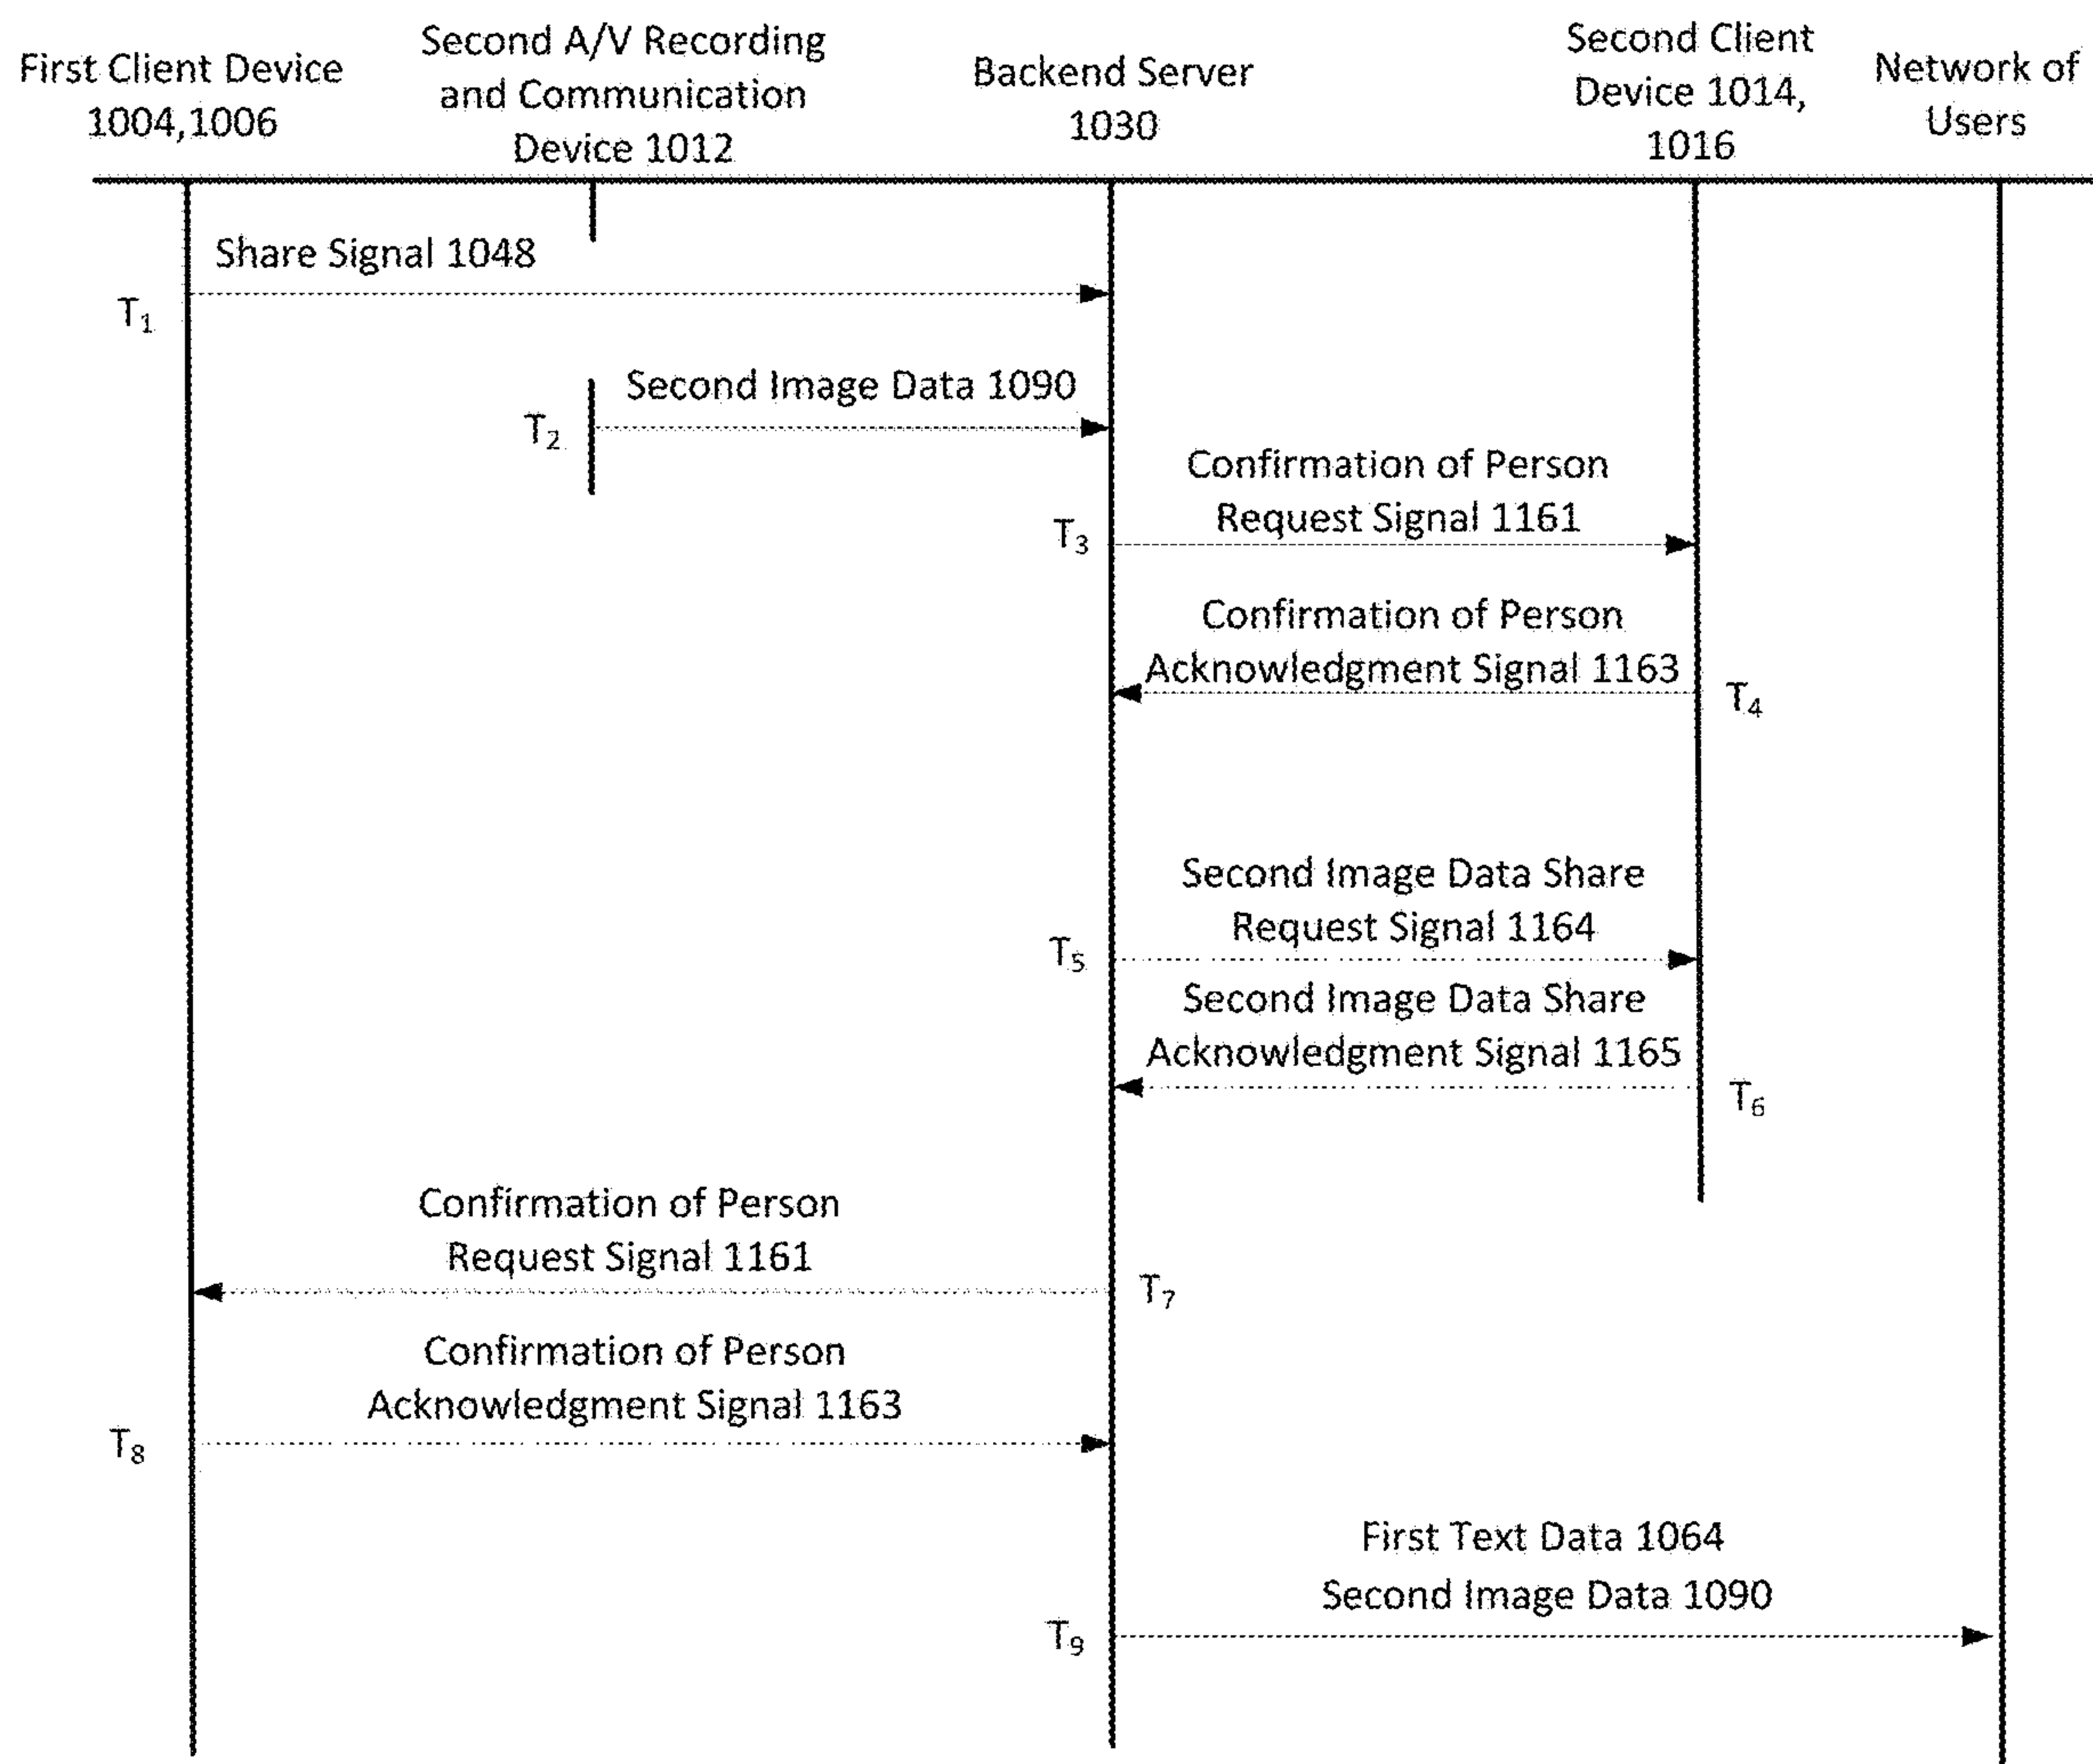 First Client Device
1004,1006
Second A/V Recording
and Communication
Device 1012
Backend Server
1030
Second Client
Device 1014,
1016
Network of
Users
Share Signal 1048
T1
Second Image Data 1090
T2
Confirmation of Person
Request Signal 1161
T3
Confirmation of Person
Acknowledgment Signal 1163
T4
Second Image Data Share
Request Signal 1164
T5
Second Image Data Share
Acknowledgment Signal 1165
T6
Confirmation of Person
Request Signal 1161
T7
Confirmation of Person
Acknowledgment Signal 1163
T8
First Text Data 1064
Second Image Data 1090
T9